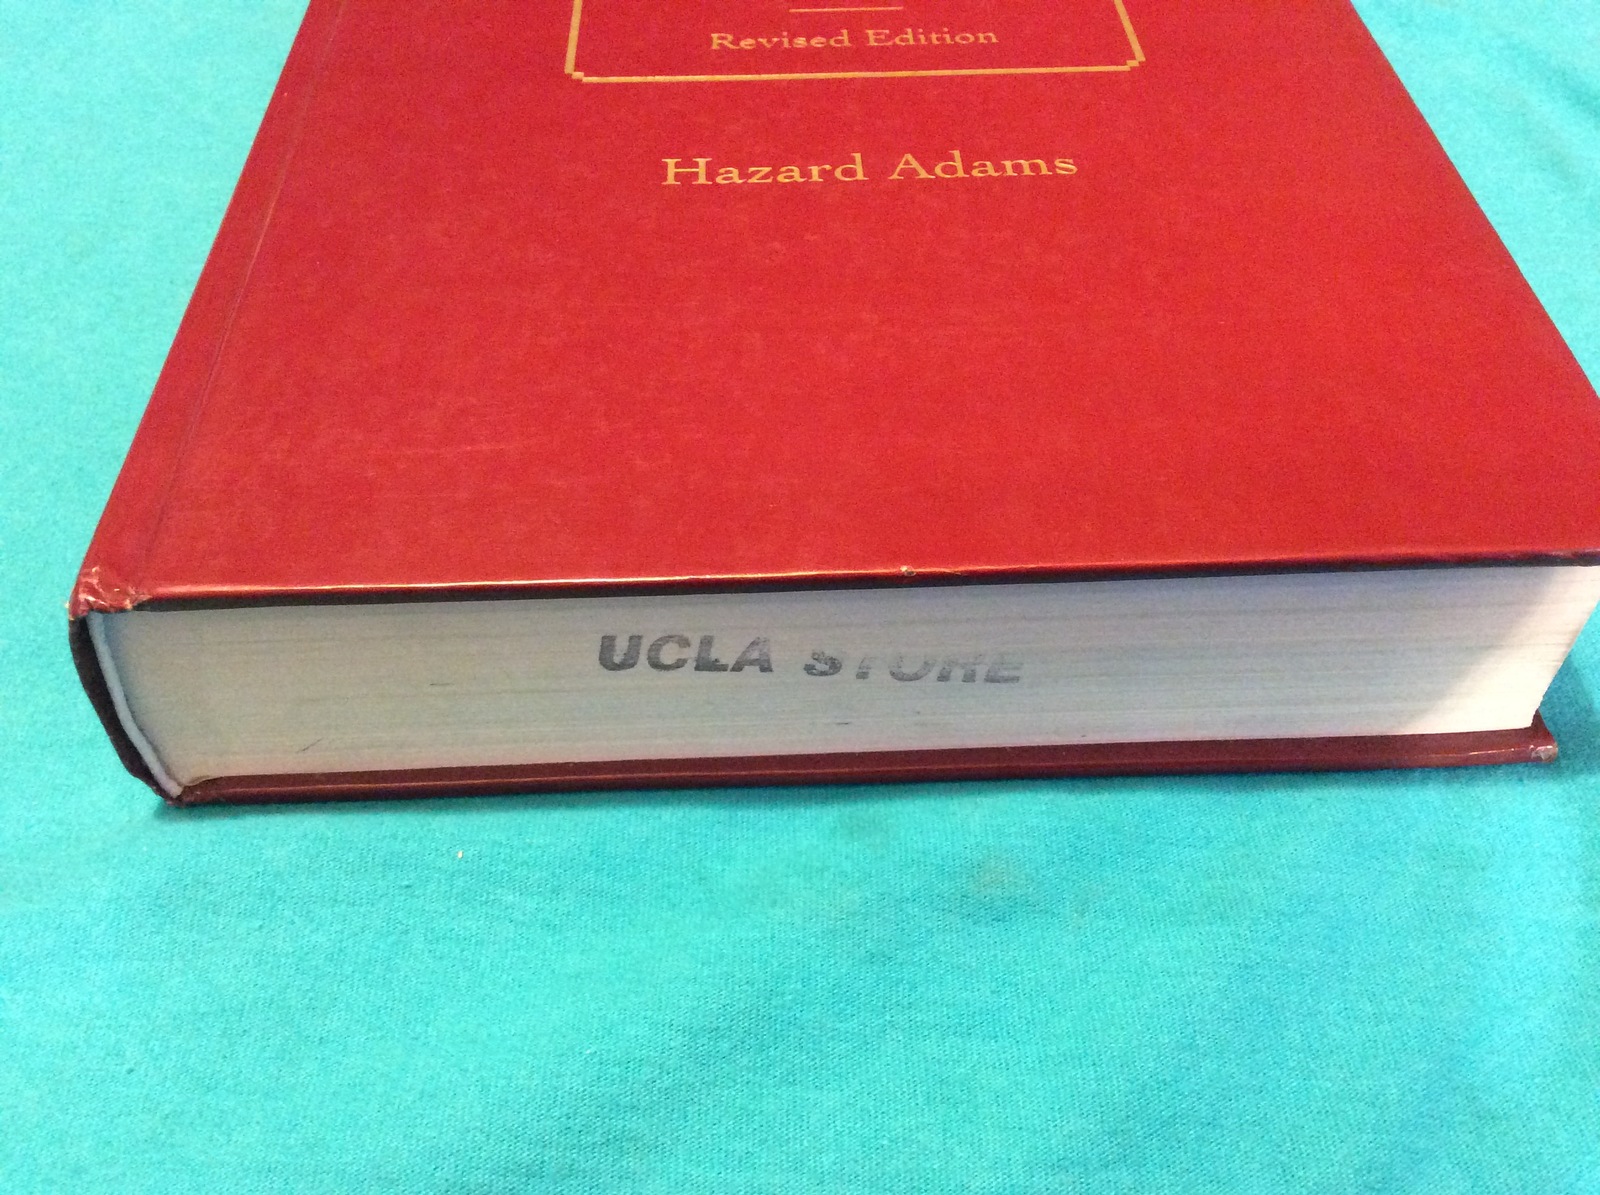 Revised Edition
Hazard Adams
UCLA STORE